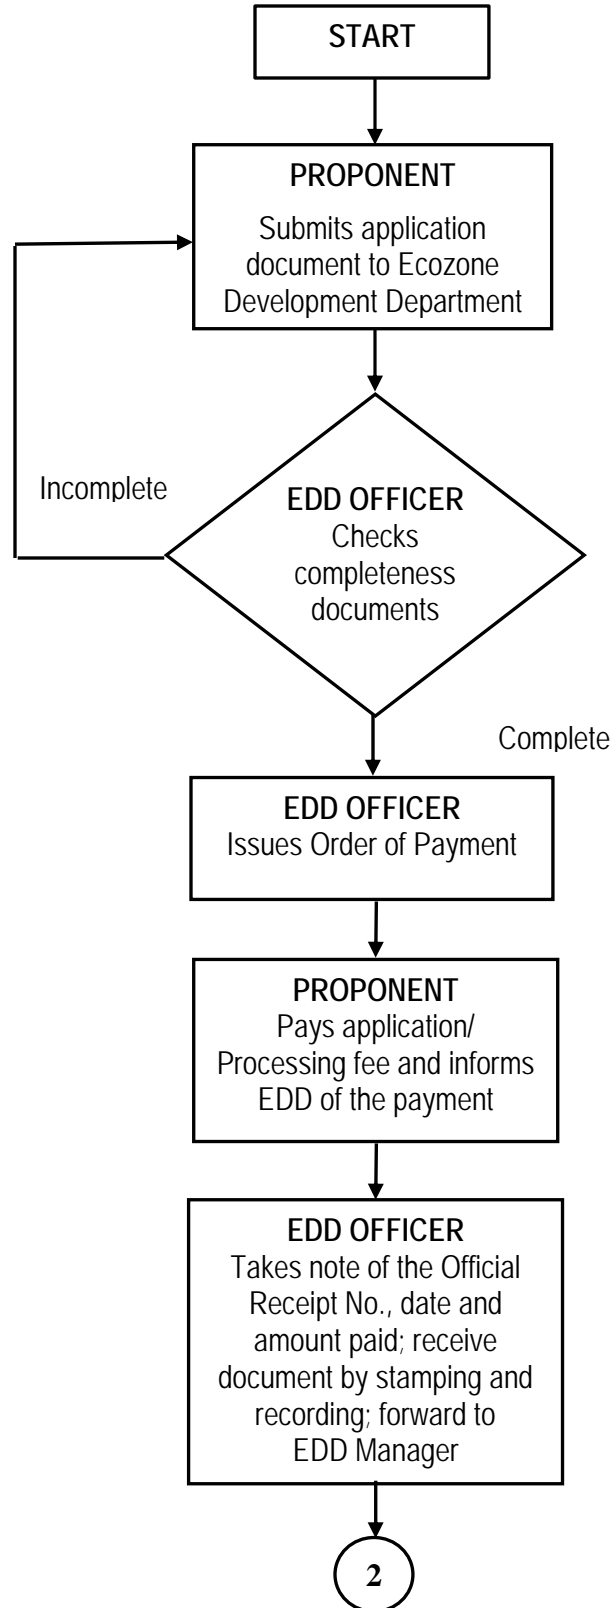 START
PROPONENT
Submits application
document to Ecozone
Development Department
Incomplete
EDD OFFICER
Checks
completeness
documents
Complete
EDD OFFICER
Issues Order of Payment
PROPONENT
Pays application/
Processing fee and informs
EDD of the payment
EDD OFFICER
Takes note of the Official
Receipt No., date and
amount paid; receive
document by stamping and
recording; forward to
EDD Manager
2